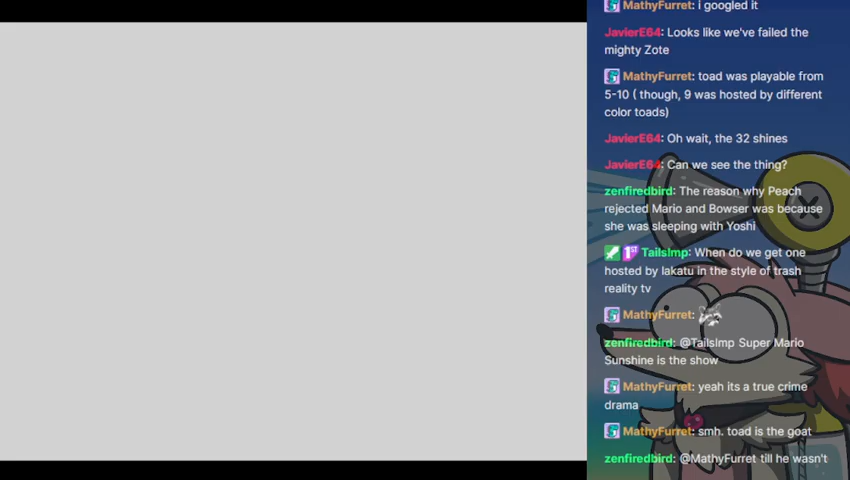 MathyFurret: i googled it
JavierE64: Looks like we've failed the
mighty Zote
MathyFurret: toad was playable from
5-10 ( though, 9 was hosted by different
color toads)
JavierE64: Oh wait, the 32 shines
JavierE64: Can we see the thing?
zenfiredbird: The reason why Peach
rejected Mario and Bowser was because
she was sleeping with Yoshi
1ST TailsImp: When do we get one
hosted by lakatu in the style of trash
reality tv
MathyFurret:
zenfiredbird: @TailsImp Super Mario
Sunshine is the show
MathyFurret: yeah its a true crime
drama
MathyFurret: smh. toad is the goat
zenfiredbird: @MathyFurret till he wasn't